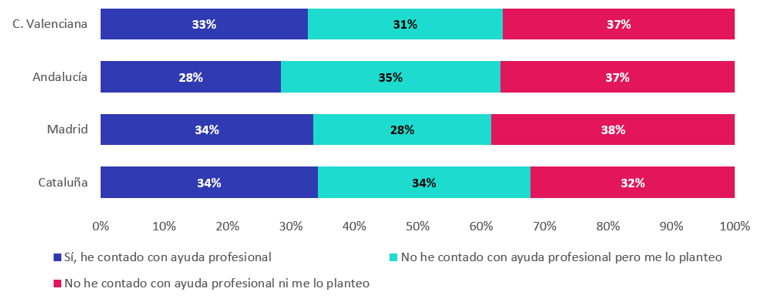 C. Valenciana 33% 31% 37%
Andalucía 28% 35% 37%
Madrid 34% 28% 38%
Cataluña 34% 34% 32%
0% 10% 20% 30% 40% 50% 60% 70% 80% 90% 100%
Sí, he contado con ayuda profesional No he contado con ayuda profesional pero me lo planteo
No he contado con ayuda profesional ni me lo planteo